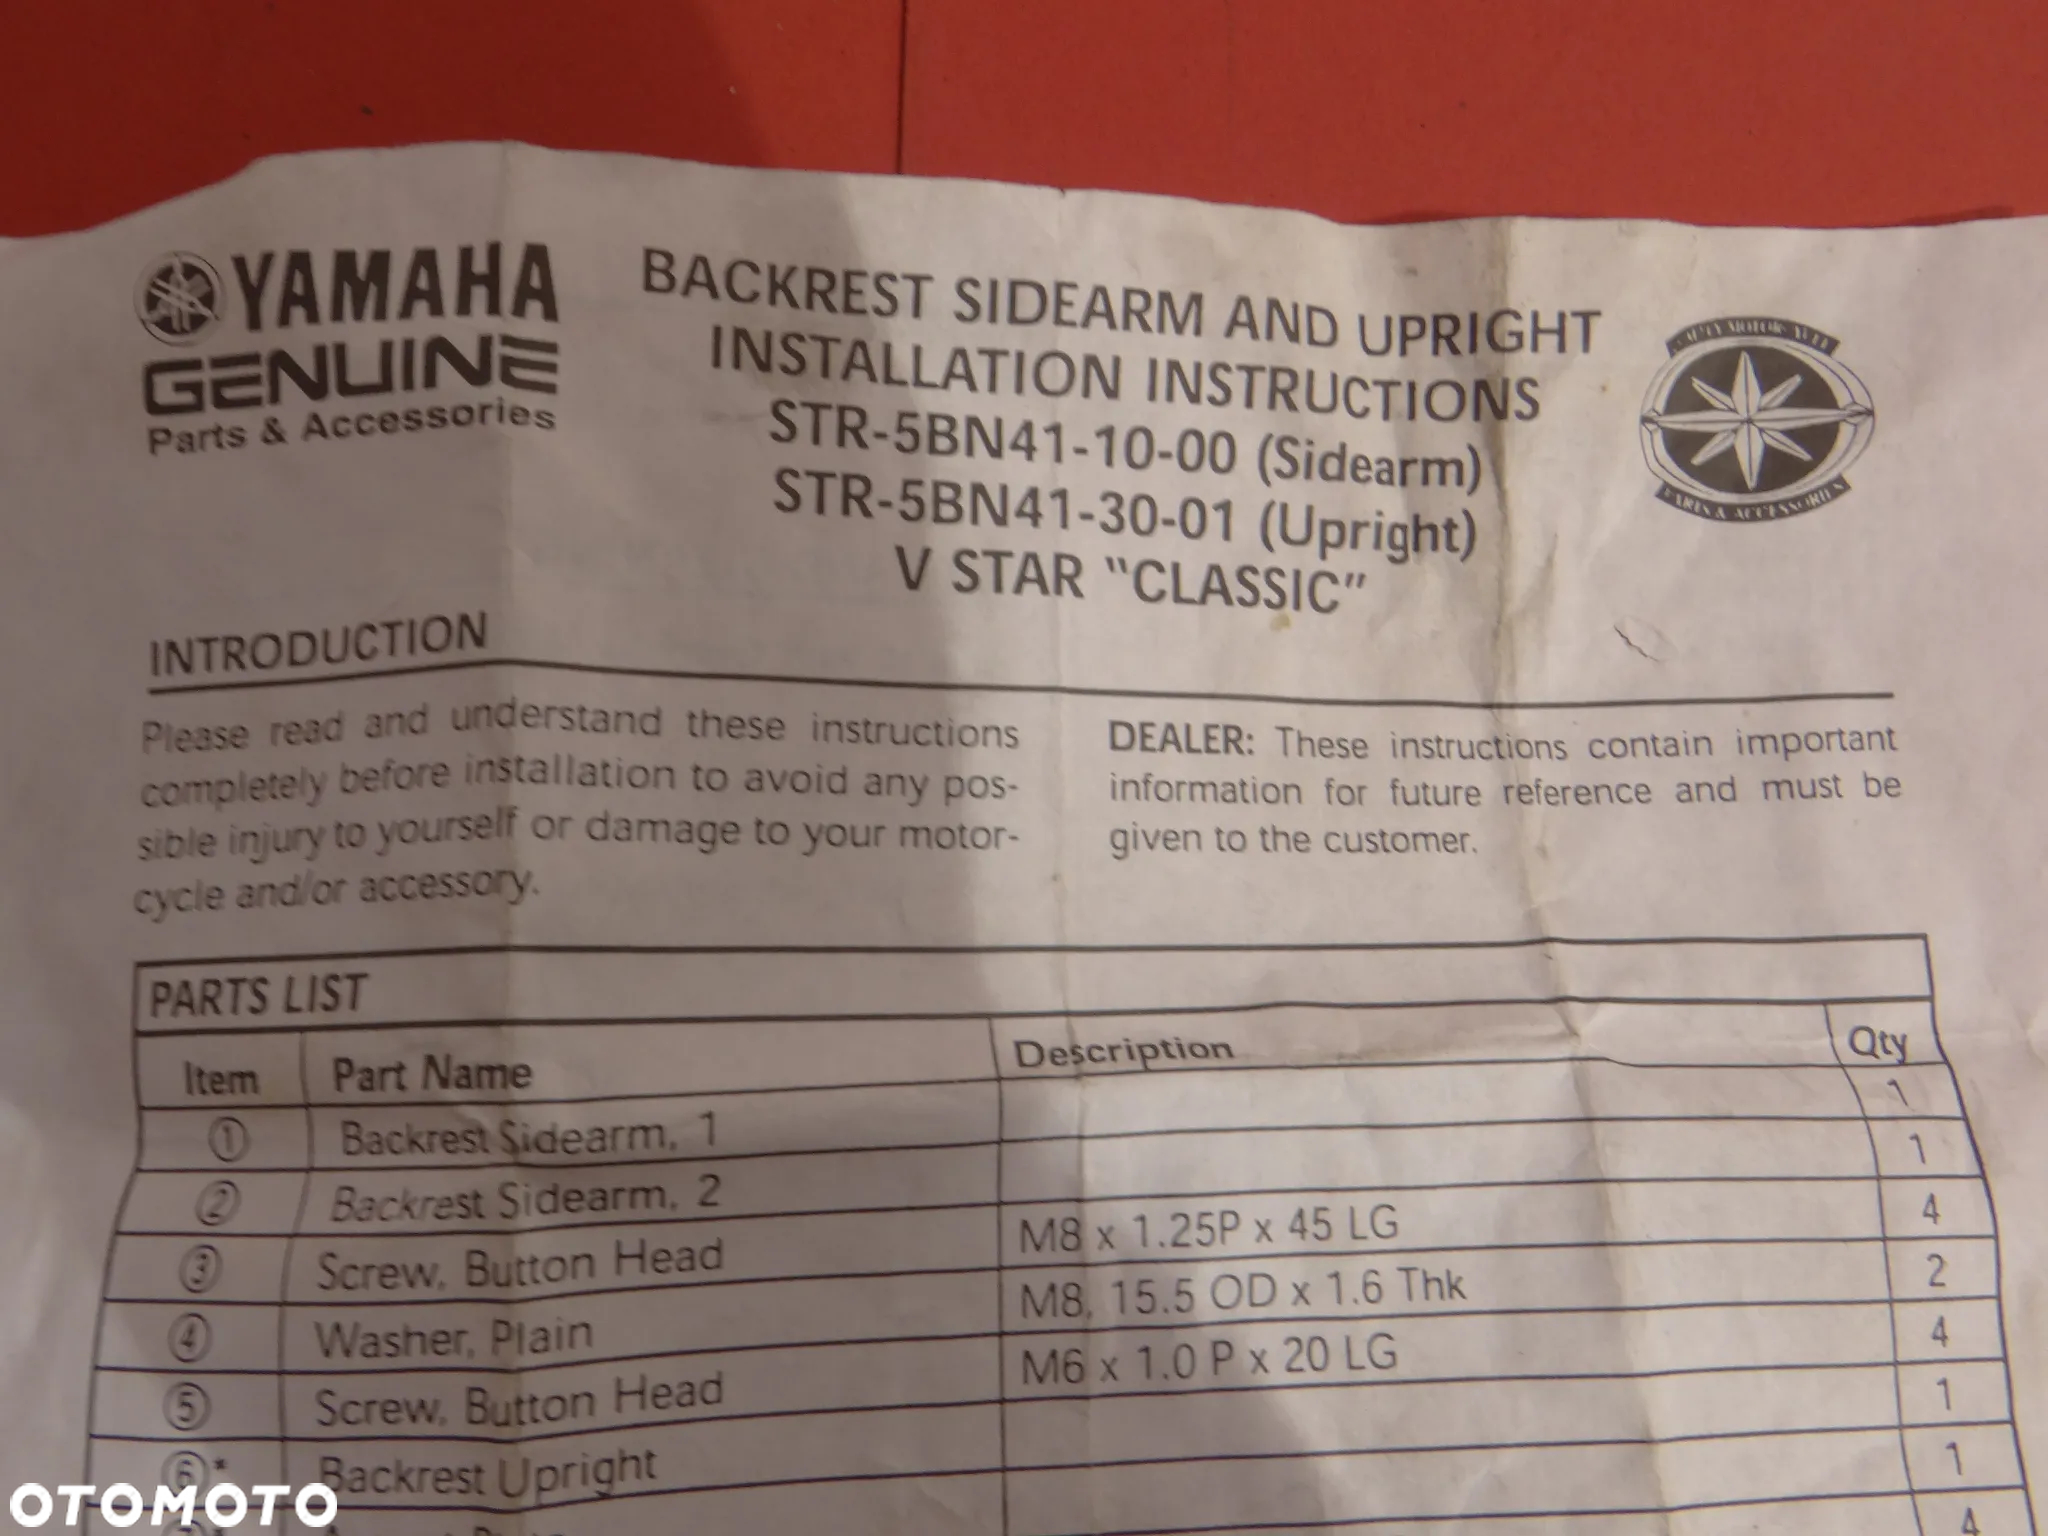 YAMAHA
GENUINE
Parts & Accessories
BACKREST SIDEARM AND UPRIGHT
INSTALLATION INSTRUCTIONS
STR-5BN41-10-00 (Sidearm)
STR-5BN41-30-01 (Upright)
V STAR "CLASSIC"
PARTS & ACCESSORIES
INTRODUCTION
Please read and understand these instructions
completely before installation to avoid any pos-
sible injury to yourself or damage to your motor-
cycle and/or accessory.
DEALER: These instructions contain important
information for future reference and must be
given to the customer.
PARTS LIST
Item Part Name Description Qty
① Backrest Sidearm, 1 1
② Backrest Sidearm, 2 1
③ Screw, Button Head M8 x 1.25P x 45 LG 4
④ Washer, Plain M8, 15.5 OD x 1.6 Thk 2
⑤ Screw, Button Head M6 x 1.0 P x 20 LG 4
⑥* Backrest Upright 1
1
4
OTOMOTO